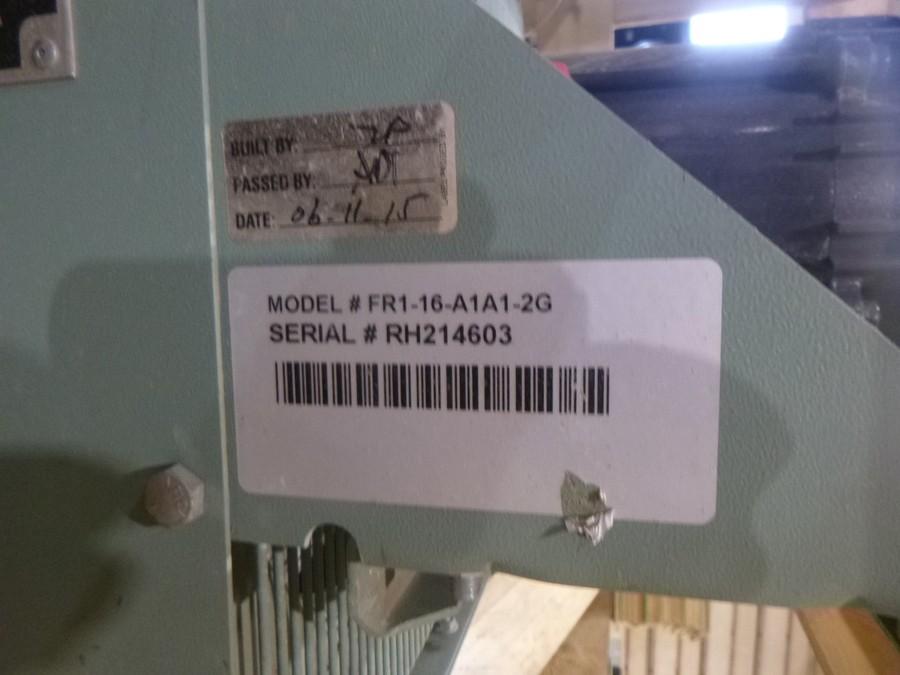 BUILT BY:
PASSED BY:
DATE: 06-11-15
MODEL # FR1-16-A1A1-2G
SERIAL # RH214603